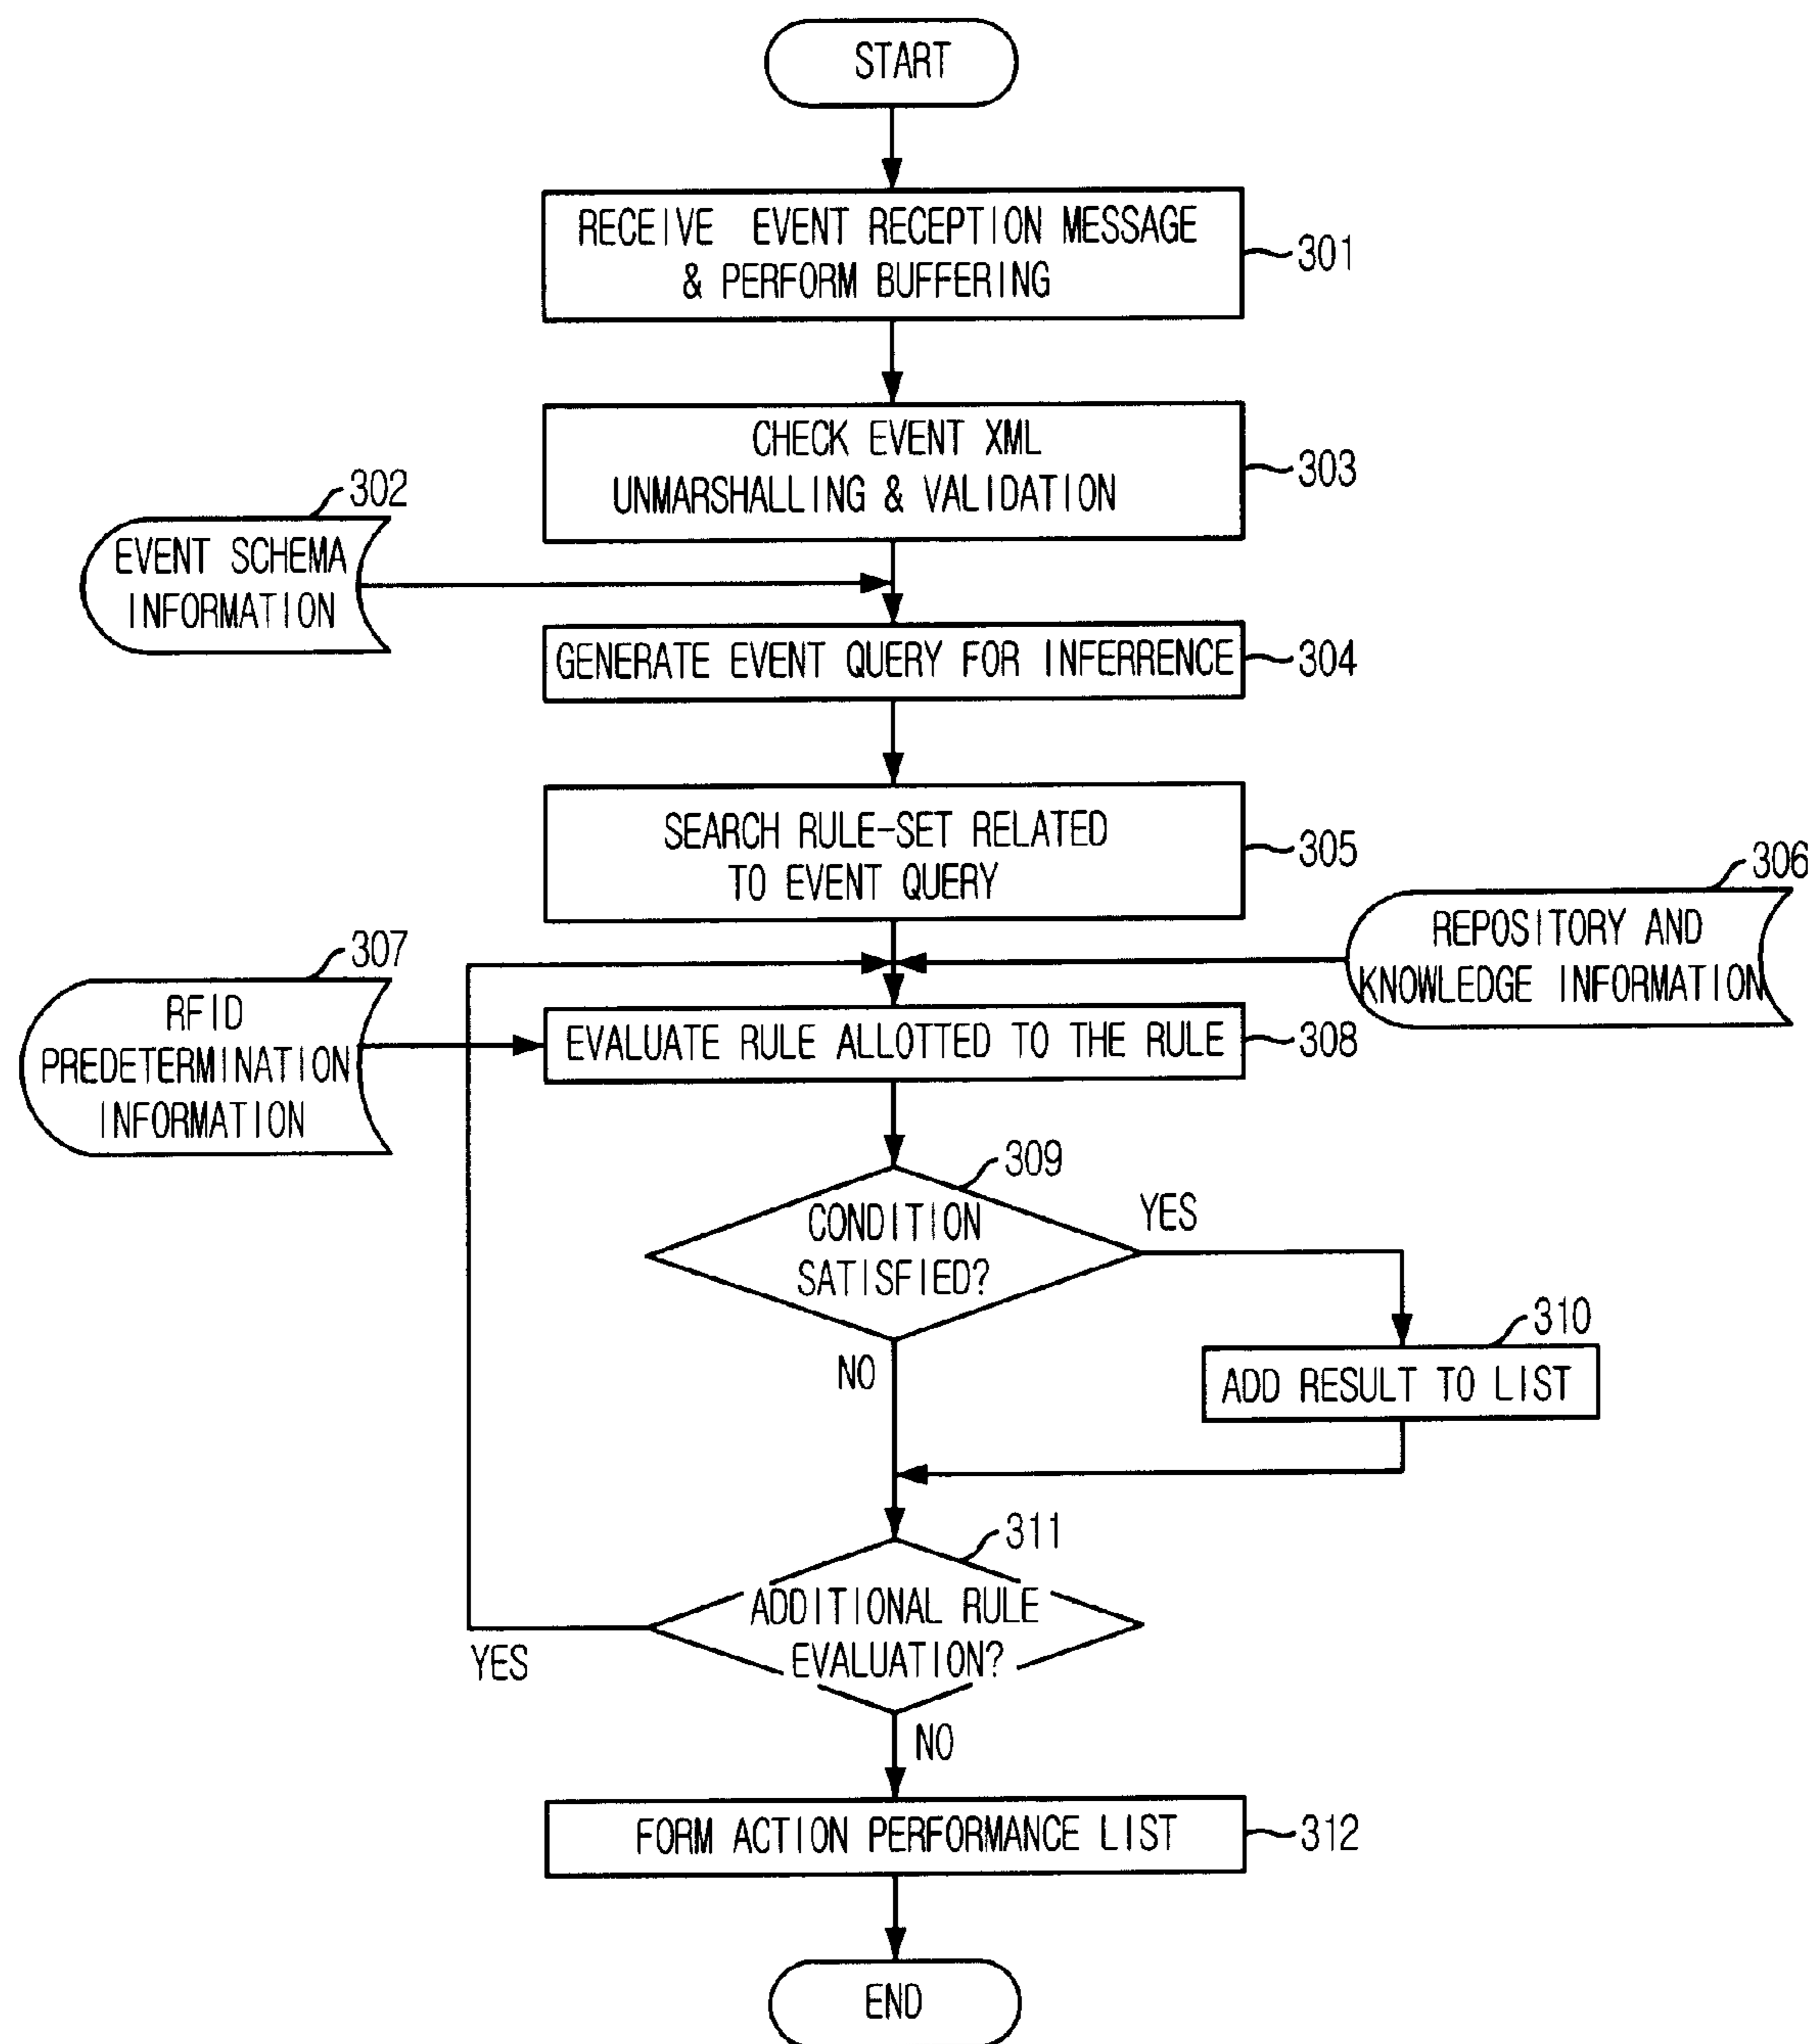 START
RECEIVE EVENT RECEPTION MESSAGE
& PERFORM BUFFERING
301
CHECK EVENT XML
UNMARSHALLING & VALIDATION
303
302
EVENT SCHEMA
INFORMATION
GENERATE EVENT QUERY FOR INFERRENCE
304
SEARCH RULE-SET RELATED
TO EVENT QUERY
305
306
REPOSITORY AND
KNOWLEDGE INFORMATION
307
RFID
PREDETERMINATION
INFORMATION
EVALUATE RULE ALLOTTED TO THE RULE
308
309
CONDITION
SATISFIED?
YES
NO
310
ADD RESULT TO LIST
311
ADDITIONAL RULE
EVALUATION?
YES
NO
FORM ACTION PERFORMANCE LIST
312
END